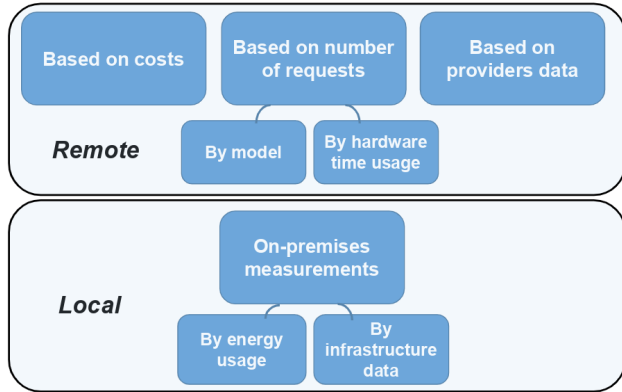 Based on costs
Based on number
of requests
Based on
providers data
Remote
By model
By hardware
time usage
On-premises
measurements
Local
By energy
usage
By
infrastructure
data